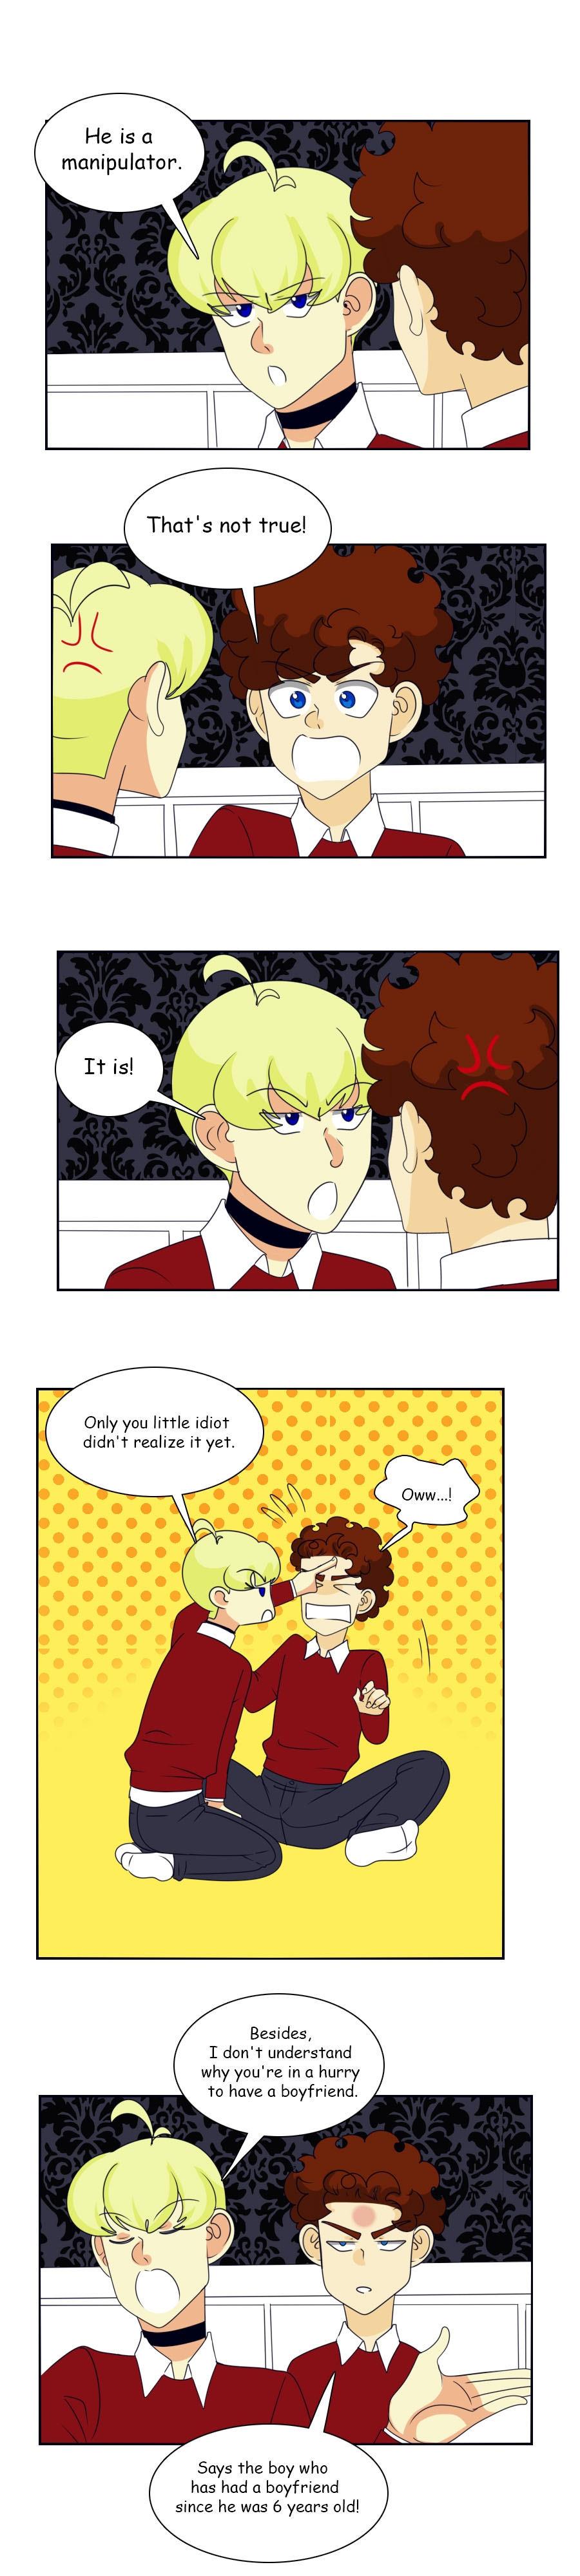 He is a
manipulator.
That's not true!
It is!
Only you little idiot
didn't realize it yet.
Oww...!
Besides,
I don't understand
why you're in a hurry
to have a boyfriend.
Says the boy who
has had a boyfriend
since he was 6 years old!